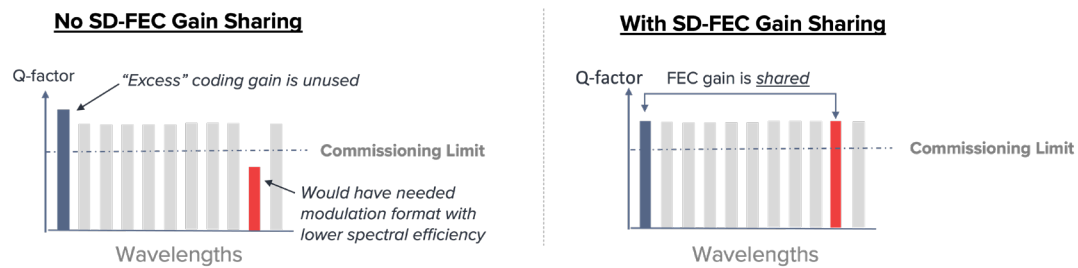 No SD-FEC Gain Sharing
Q-factor
“Excess” coding gain is unused
Commissioning Limit
Would have needed
modulation format with
lower spectral efficiency
Wavelengths
With SD-FEC Gain Sharing
Q-factor
FEC gain is shared
Commissioning Limit
Wavelengths